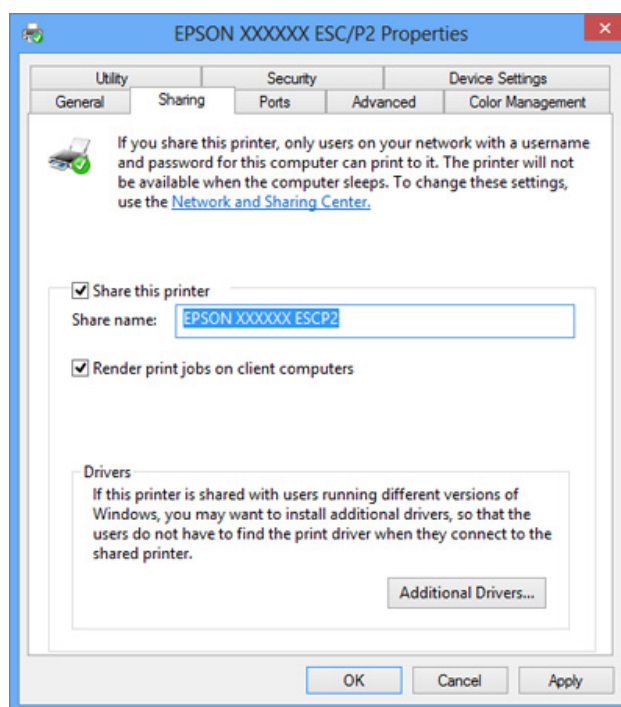 EPSON XXXXXX ESC/P2 Properties
Utility
Security
Device Settings
General
Sharing
Ports
Advanced
Color Management
If you share this printer, only users on your network with a username
and password for this computer can print to it. The printer will not
be available when the computer sleeps. To change these settings,
use the Network and Sharing Center.
Share this printer
Share name: EPSON XXXXXX ESCP2
Render print jobs on client computers
Drivers
If this printer is shared with users running different versions of
Windows, you may want to install additional drivers, so that the
users do not have to find the print driver when they connect to the
shared printer.
Additional Drivers...
OK
Cancel
Apply